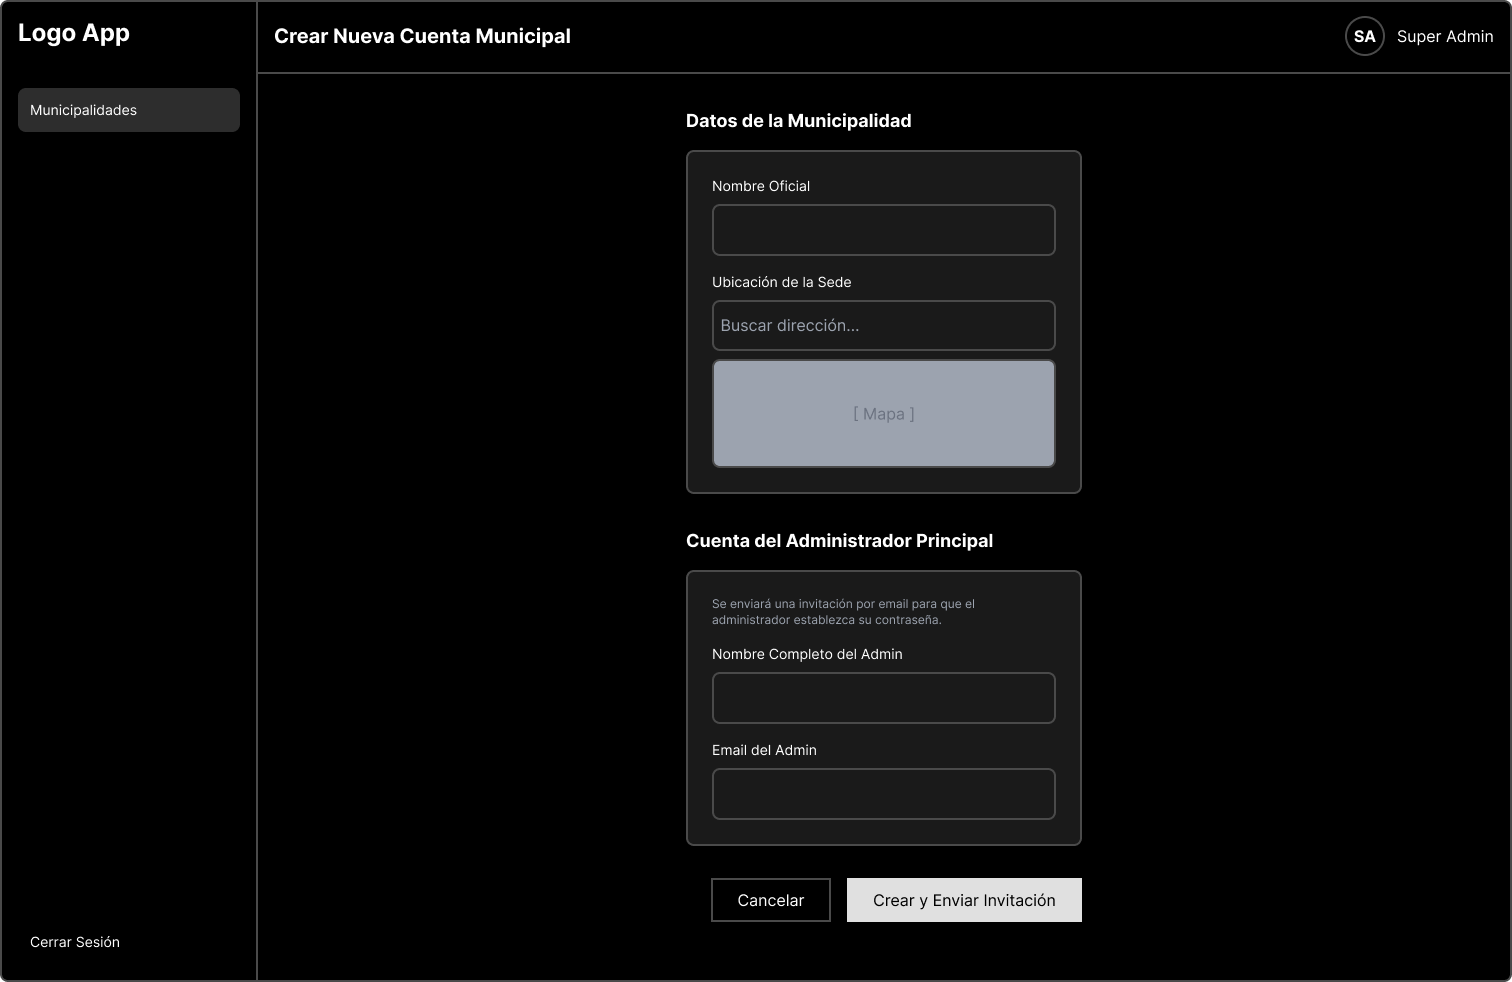 Logo App
Crear Nueva Cuenta Municipal
SA
Super Admin
Municipalidades
Datos de la Municipalidad
Nombre Oficial
Ubicación de la Sede
Buscar dirección...
[ Mapa ]
Cuenta del Administrador Principal
Se enviará una invitación por email para que el
administrador establezca su contraseña.
Nombre Completo del Admin
Email del Admin
Cancelar
Crear y Enviar Invitación
Cerrar Sesión